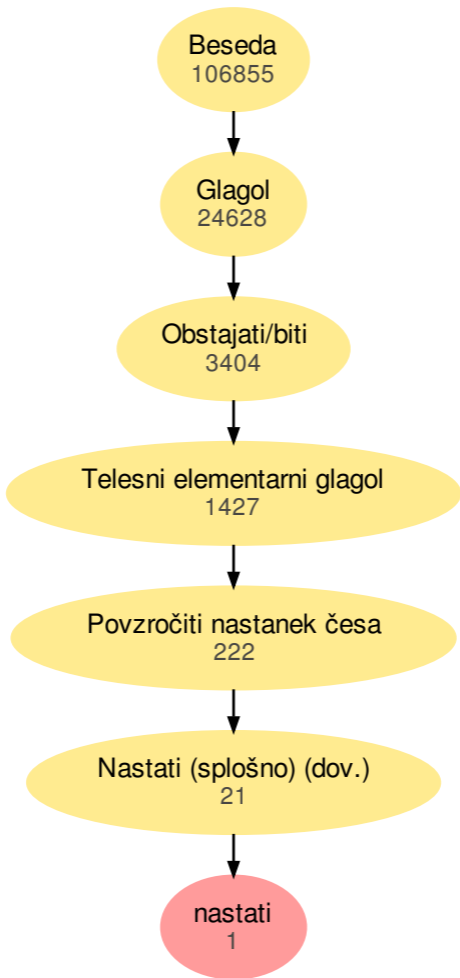 Beseda
106855
Glagol
24628
Obstajati/biti
3404
Telesni elementarni glagol
1427
Povzročiti nastanek česa
222
Nastati (splošno) (dov.)
21
nastati
1